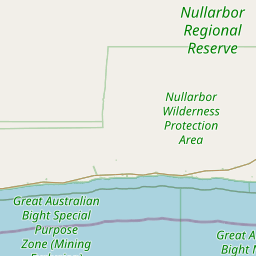 Nullarbor
Regional
Reserve
Nullarbor
Wilderness
Protection
Area
Great Australian
Bight Special
Purpose
Zone (Mining
Great A
Bight M